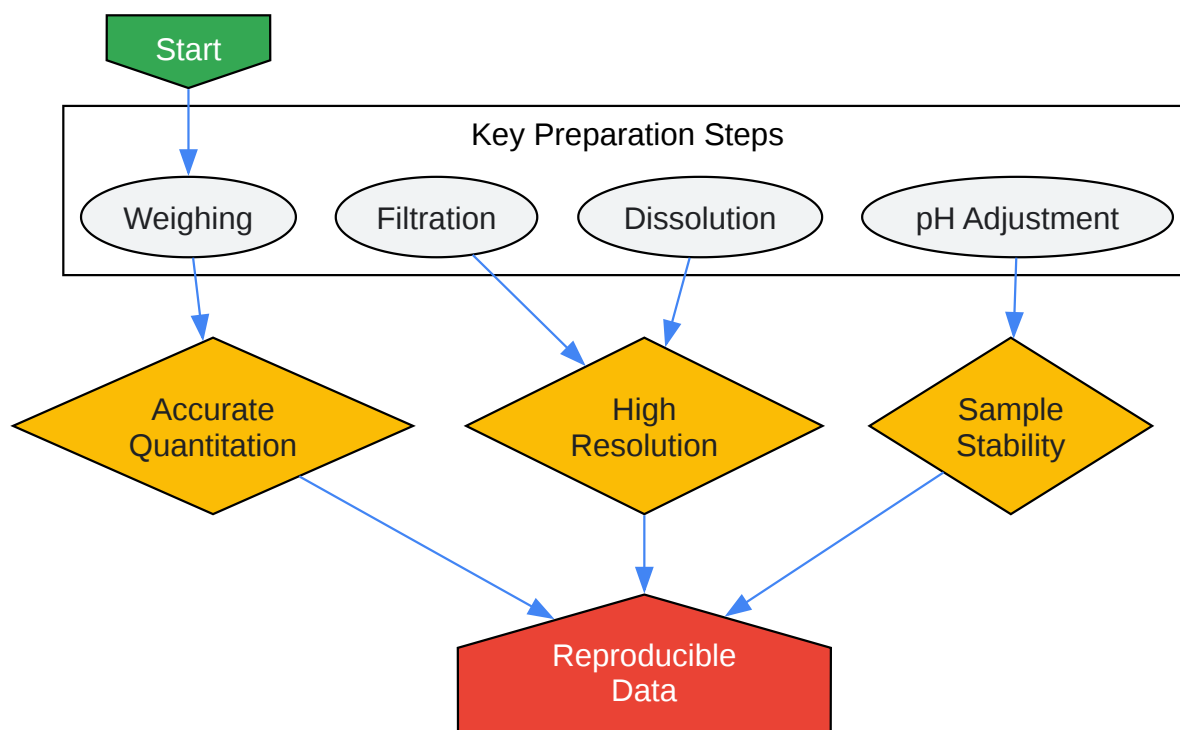 Start
Key Preparation Steps
Weighing
Filtration
Dissolution
pH Adjustment
Accurate
Quantitation
High
Resolution
Sample
Stability
Reproducible
Data